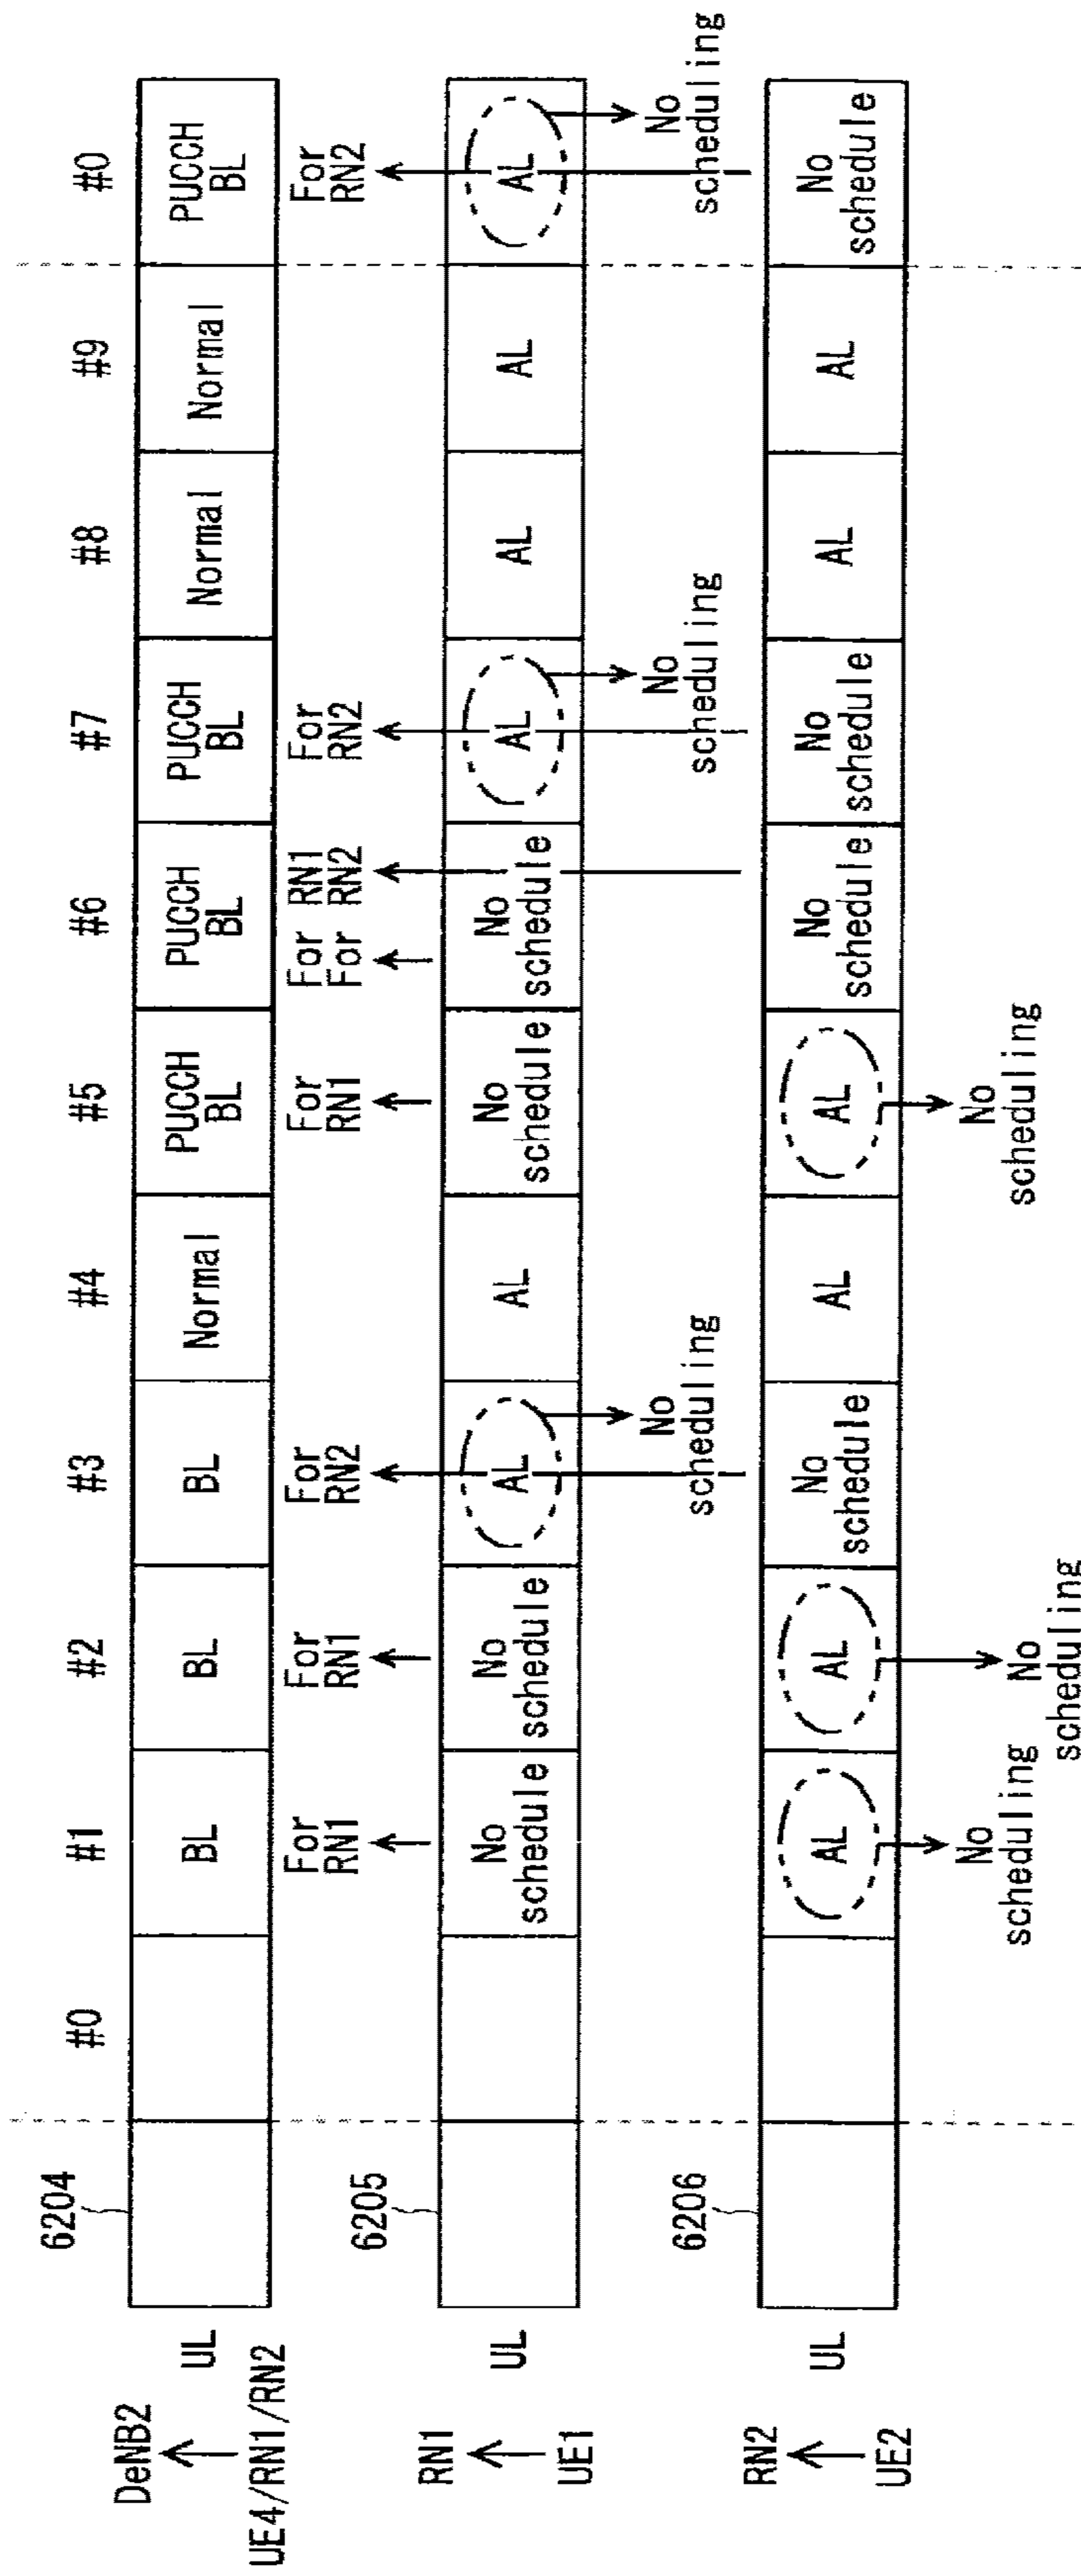 #0 #1 #2 #3 #4 #5 #6 #7 #8 #9 #0
6204
DeNB2
UL
UE4/RN1/RN2
BL
BL
BL
Normal
PUCCH
BL
PUCCH
BL
PUCCH
BL
Normal
Normal
PUCCH
BL
For
RN1
For
RN1
For
RN2
For
RN1
For RN1
For RN2
For
RN2
For
RN2
6205
RN1
UL
UE1
No
schedule
No
schedule
AL
AL
No
schedule
No
schedule
AL
AL
AL
AL
No
scheduling
No
scheduling
No
scheduling
6206
RN2
UL
UE2
AL
AL
No
schedule
AL
AL
No
schedule
No
schedule
AL
AL
No
schedule
No
scheduling
No
scheduling
No
scheduling